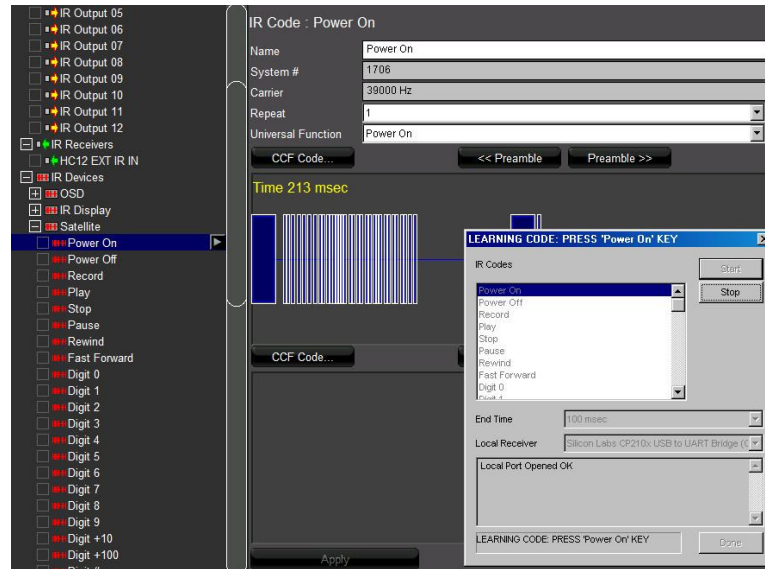 IR Output 05
IR Output 06
IR Output 07
IR Output 08
IR Output 09
IR Output 10
IR Output 11
IR Output 12
IR Receivers
HC12 EXT IR IN
IR Devices
OSD
IR Display
Satellite
Power On
Power Off
Record
Play
Stop
Pause
Rewind
Fast Forward
Digit 0
Digit 1
Digit 2
Digit 3
Digit 4
Digit 5
Digit 6
Digit 7
Digit 8
Digit 9
Digit +10
Digit +100
IR Code : Power On
Name Power On
System # 1706
Carrier 39000 Hz
Repeat 1
Universal Function Power On
CCF Code... << Preamble Preamble >>
Time 213 msec
CCF Code...
Apply
LEARNING CODE: PRESS 'Power On' KEY
IR Codes
Start
Stop
Power On
Power Off
Record
Play
Stop
Pause
Rewind
Fast Forward
Digit 0
Digit 1
End Time 100 msec
Local Receiver Silicon Labs CP210x USB to UART Bridge (C
Local Port Opened OK
LEARNING CODE: PRESS 'Power On' KEY
Done